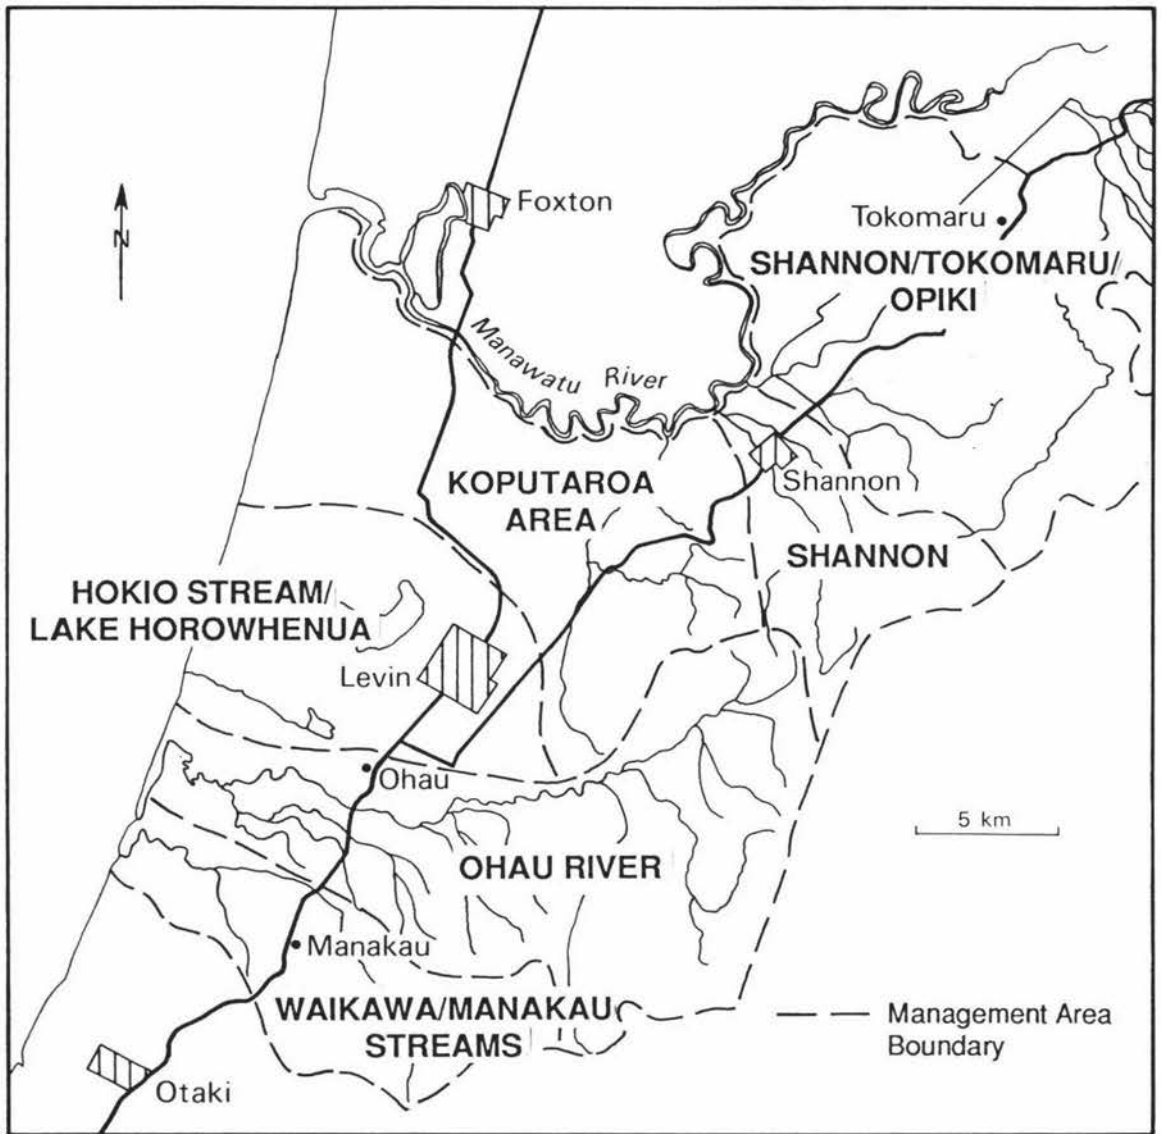 Foxton
N
Tokomaru
SHANNON/TOKOMARU/
OPIKI
Manawatu River
KOPUTAROA
AREA
Shannon
SHANNON
HOKIO STREAM/
LAKE HOROWHENUA
Levin
Ohau
5 km
OHAU RIVER
Manakau
WAIKAWA/MANAKAU
STREAMS
Management Area
Boundary
Otaki